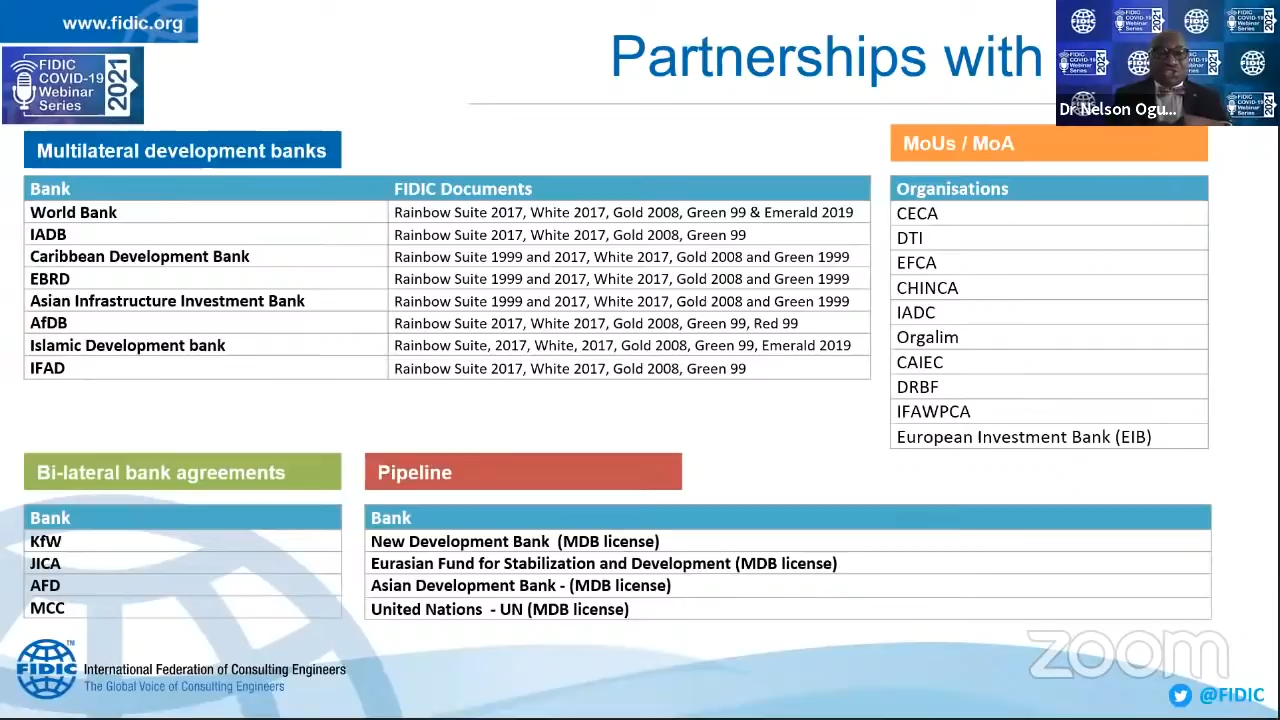 www.fidic.org
FIDIC
COVID-19
Webinar
Series
2021
Partnerships with
Dr Nelson Ogu...
Multilateral development banks
Bank FIDIC Documents
World Bank Rainbow Suite 2017, White 2017, Gold 2008, Green 99 & Emerald 2019
IADB Rainbow Suite 2017, White 2017, Gold 2008, Green 99
Caribbean Development Bank Rainbow Suite 1999 and 2017, White 2017, Gold 2008 and Green 1999
EBRD Rainbow Suite 1999 and 2017, White 2017, Gold 2008 and Green 1999
Asian Infrastructure Investment Bank Rainbow Suite 1999 and 2017, White 2017, Gold 2008 and Green 1999
AfDB Rainbow Suite 2017, White 2017, Gold 2008, Green 99, Red 99
Islamic Development bank Rainbow Suite, 2017, White, 2017, Gold 2008, Green 99, Emerald 2019
IFAD Rainbow Suite 2017, White 2017, Gold 2008, Green 99
MoUs / MoA
Organisations
CECA
DTI
EFCA
CHINCA
IADC
Orgalim
CAIEC
DRBF
IFAWPCA
European Investment Bank (EIB)
Bi-lateral bank agreements
Bank
KfW
JICA
AFD
MCC
Pipeline
Bank
New Development Bank (MDB license)
Eurasian Fund for Stabilization and Development (MDB license)
Asian Development Bank - (MDB license)
United Nations - UN (MDB license)
FIDIC
TM
International Federation of Consulting Engineers
The Global Voice of Consulting Engineers
zoom
@FIDIC